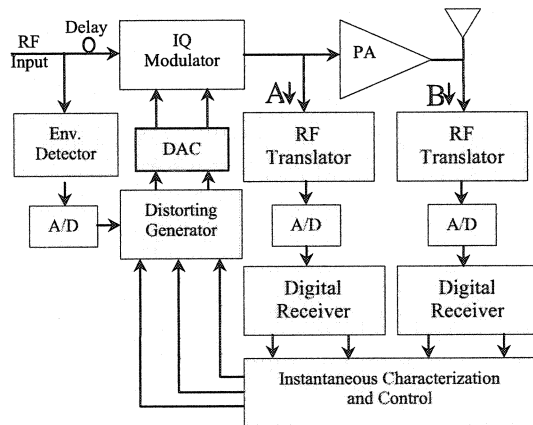 Delay
RF
Input
IQ
Modulator
PA
A
B
Env.
Detector
DAC
RF
Translator
RF
Translator
A/D
Distorting
Generator
A/D
A/D
Digital
Receiver
Digital
Receiver
Instantaneous Characterization
and Control